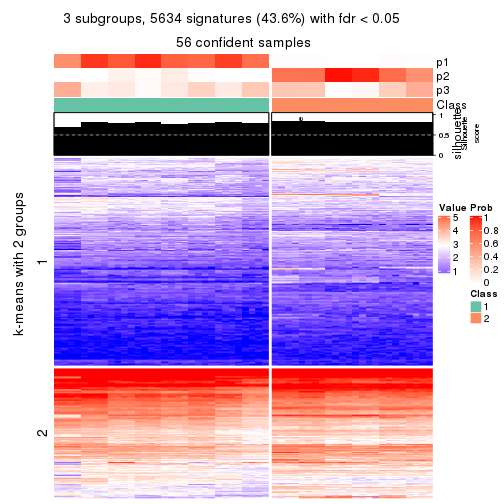 3 subgroups, 5634 signatures (43.6%) with fdr < 0.05
56 confident samples
p1
p2
p3
Class
1
0.5
0
silhouette
Silhouette
score
k-means with 2 groups
1
2
Value
5
4
3
2
1
Prob
1
0.8
0.6
0.4
0.2
0
Class
1
2